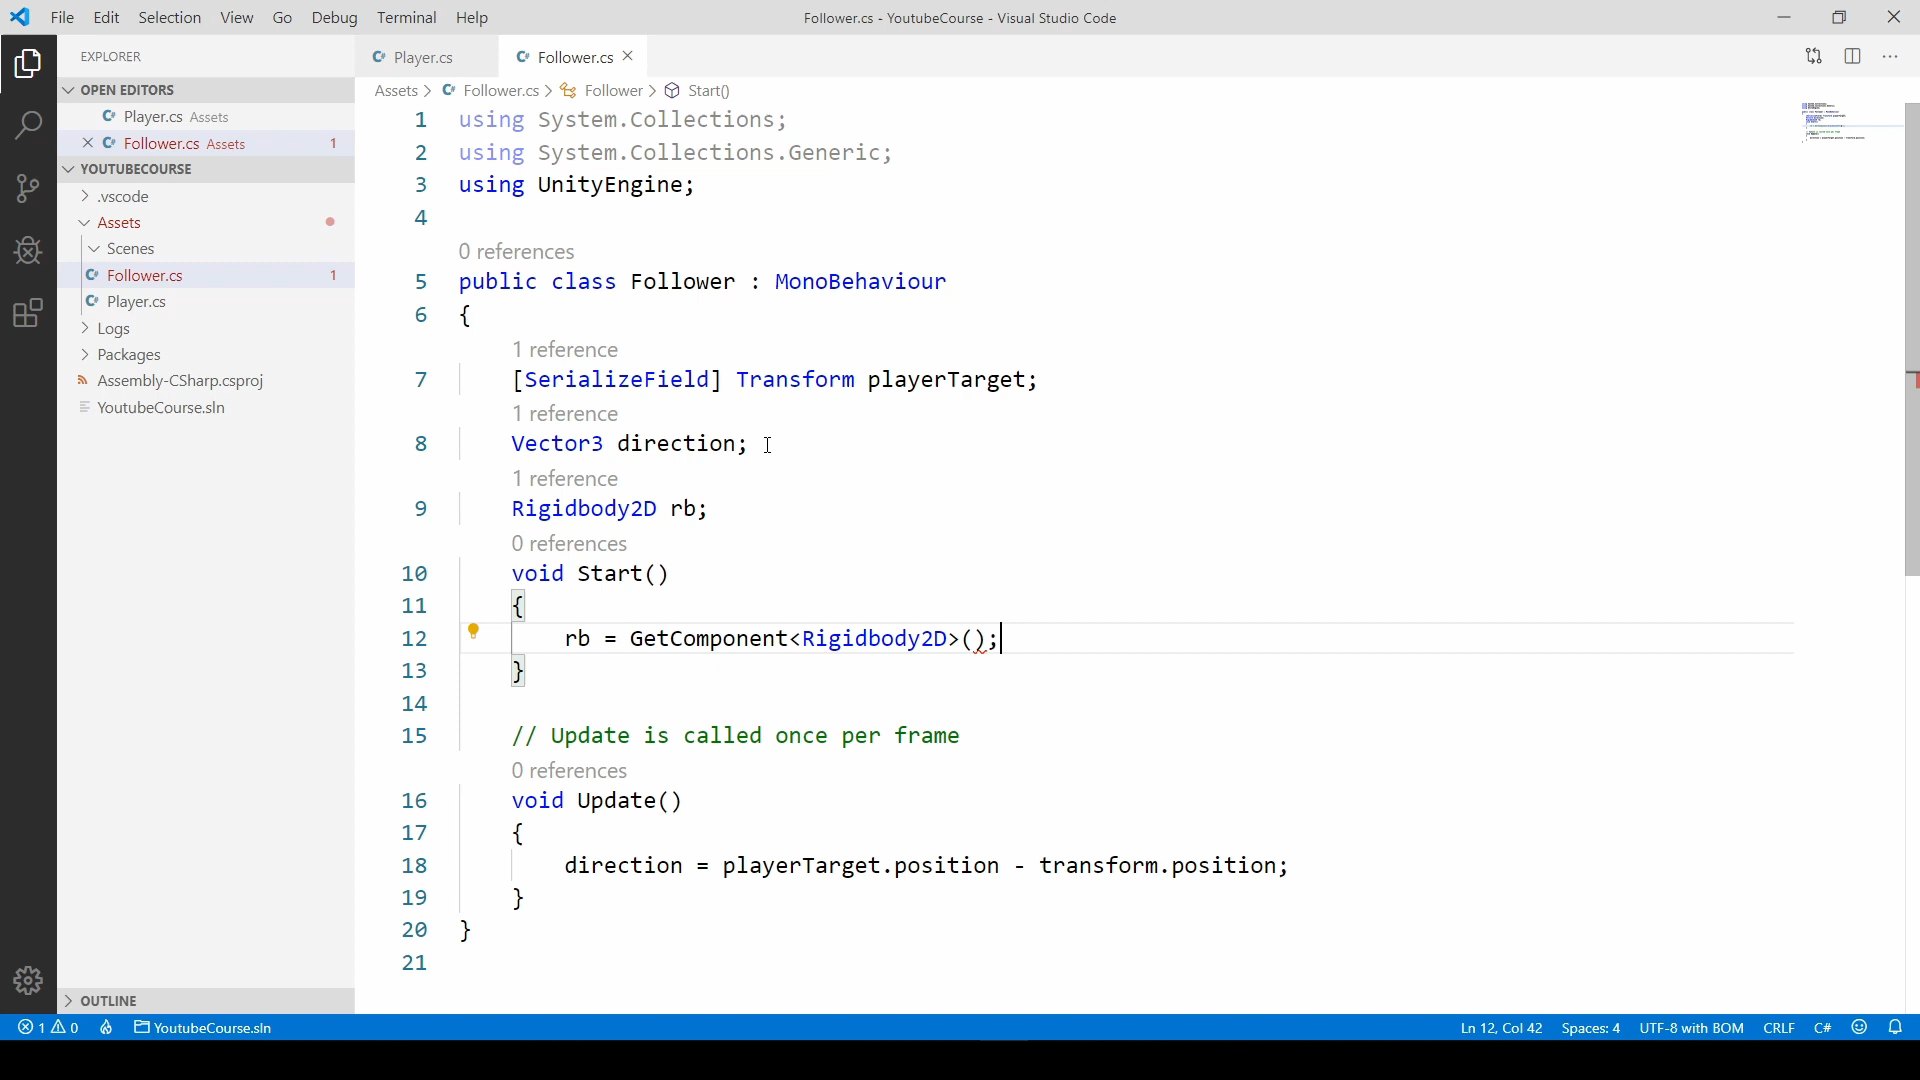 File Edit Selection View Go Debug Terminal Help
Follower.cs - YoutubeCourse - Visual Studio Code
EXPLORER
OPEN EDITORS
Player.cs Assets
Follower.cs Assets 1
YOUTUBECOURSE
.vscode
Assets
Scenes
Follower.cs 1
Player.cs
Logs
Packages
Assembly-CSharp.csproj
YoutubeCourse.sln
OUTLINE
Player.cs
Follower.cs
Assets > Follower.cs > Follower > Start()
1 using System.Collections;
2 using System.Collections.Generic;
3 using UnityEngine;
4
0 references
5 public class Follower : MonoBehaviour
6 {
1 reference
7 [SerializeField] Transform playerTarget;
1 reference
8 Vector3 direction;
1 reference
9 Rigidbody2D rb;
0 references
10 void Start()
11 {
12 rb = GetComponent<Rigidbody2D>();
13 }
14
15 // Update is called once per frame
0 references
16 void Update()
17 {
18 direction = playerTarget.position - transform.position;
19 }
20 }
21
1 0 YoutubeCourse.sln
Ln 12, Col 42 Spaces: 4 UTF-8 with BOM CRLF C#